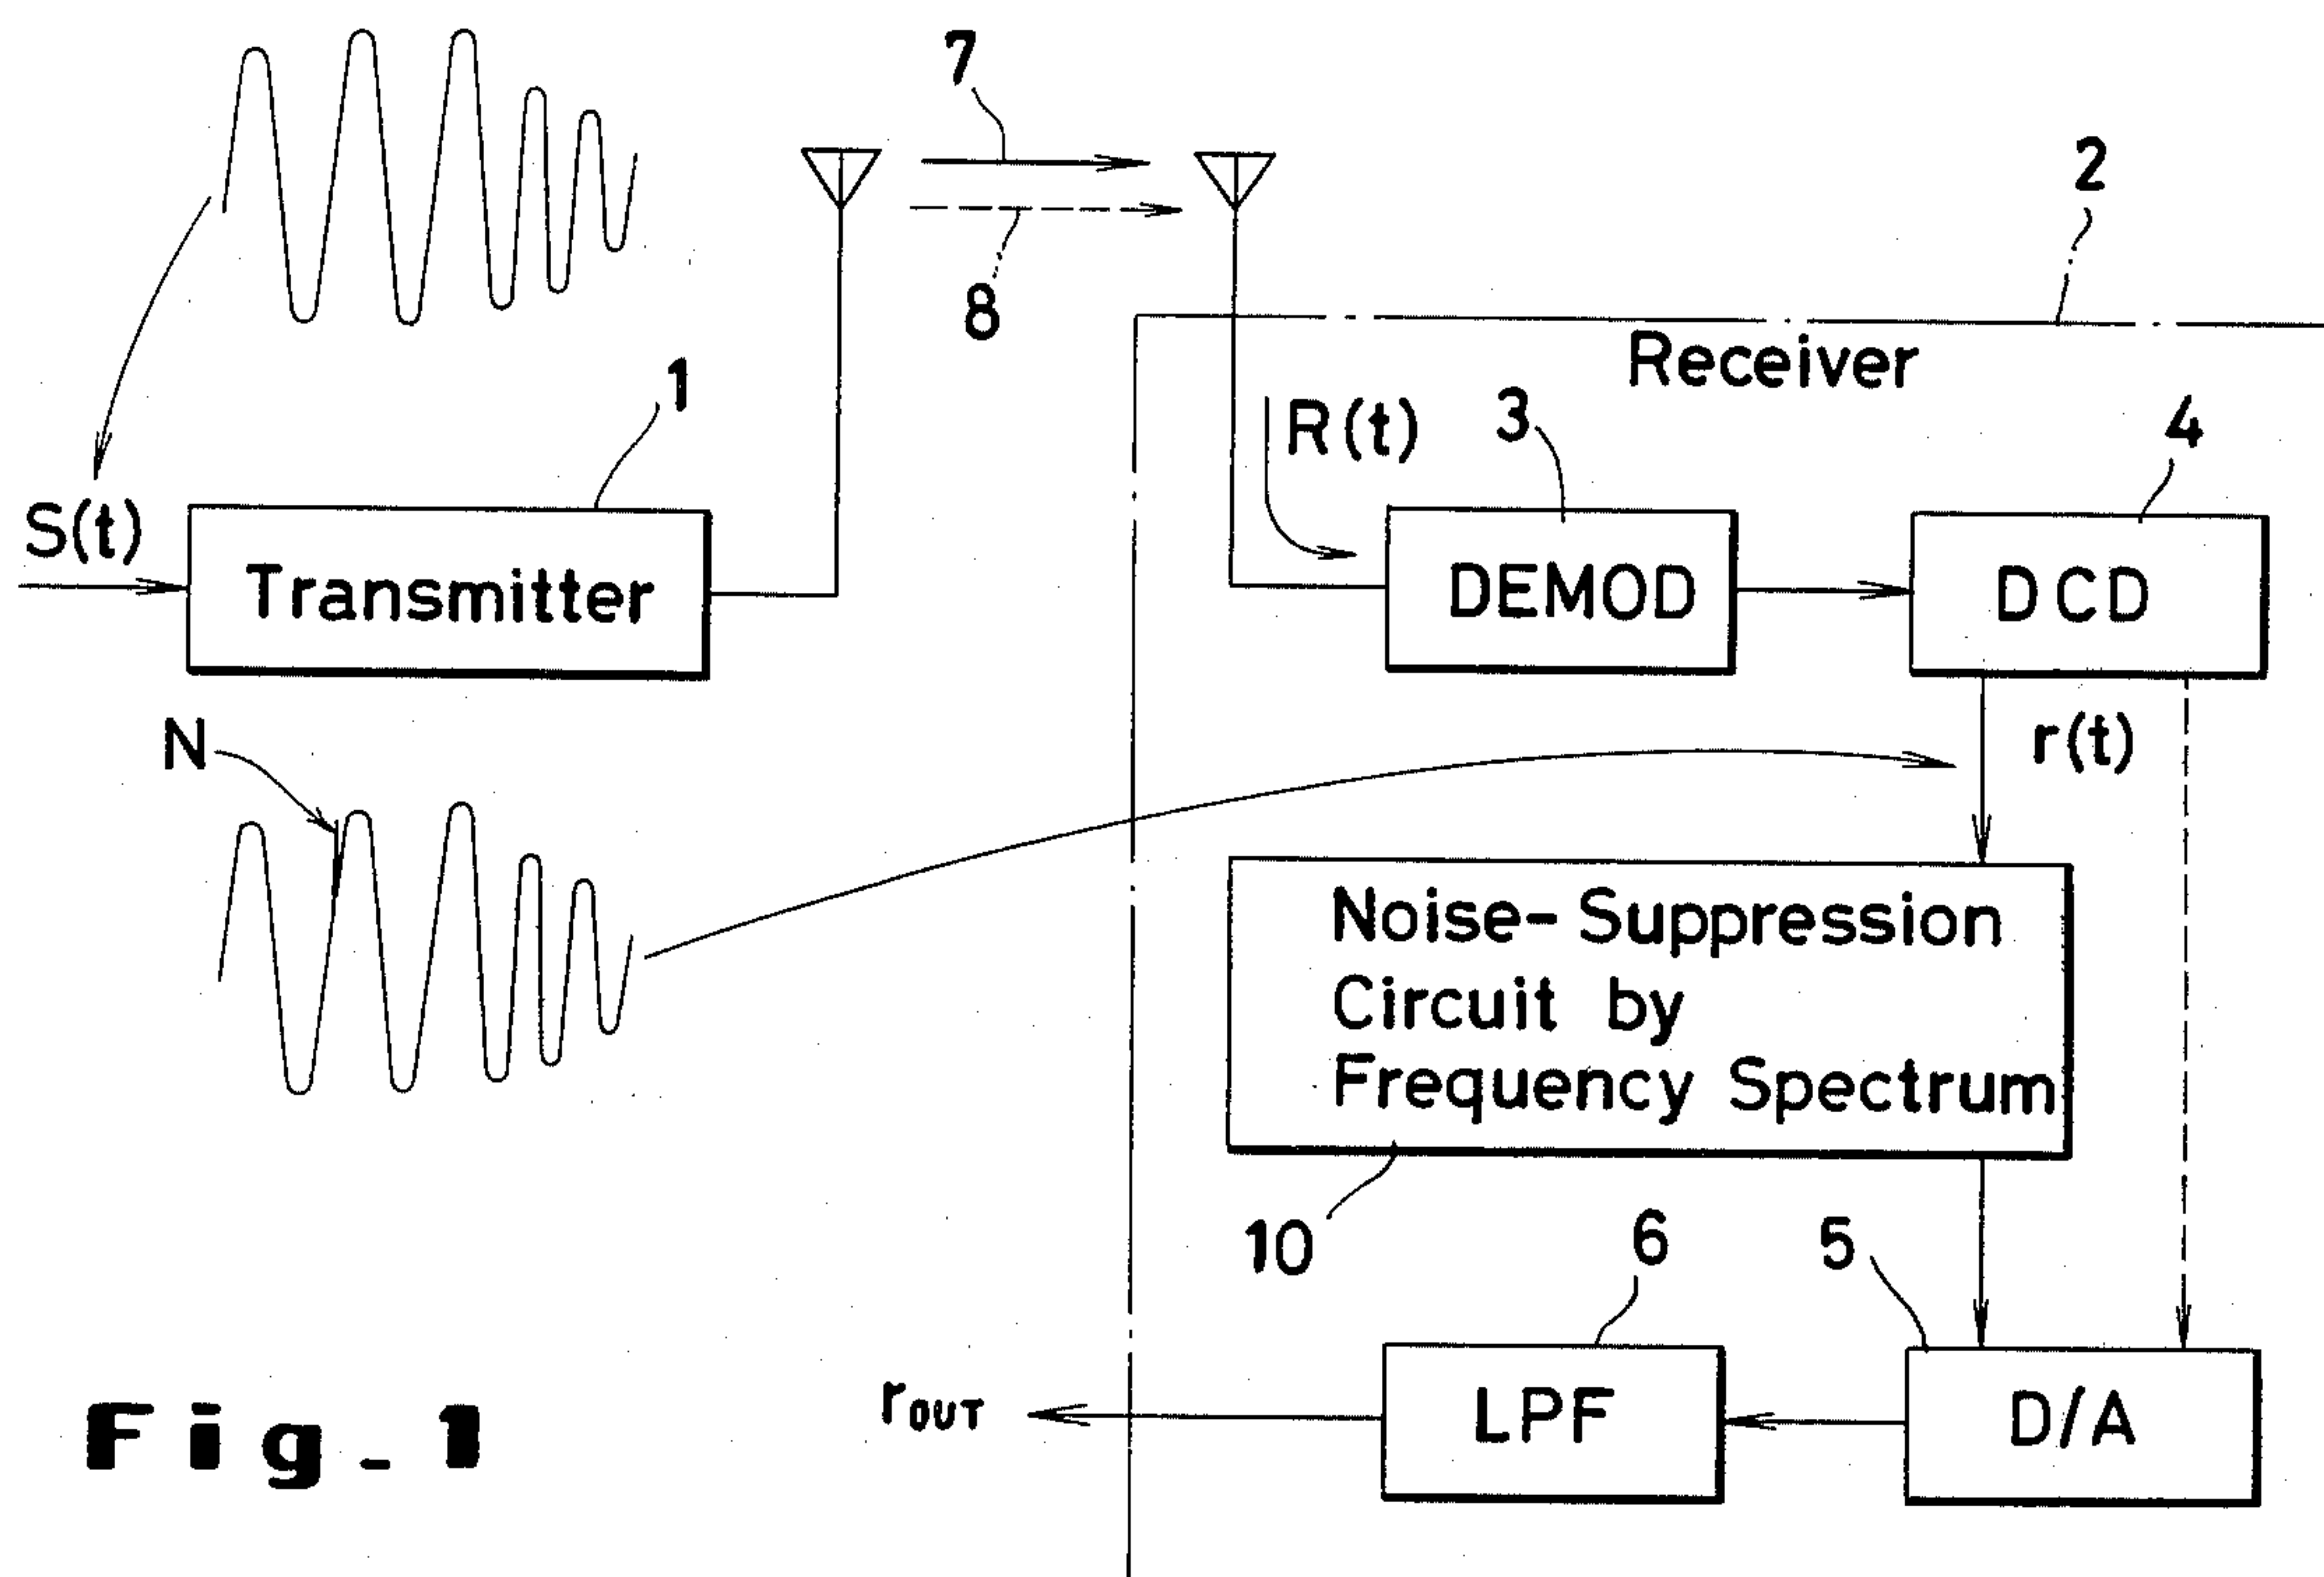 7
2
8
Receiver
1
R(t)
3
4
S(t)
Transmitter
DEMOD
DCD
N
r(t)
Noise-Suppression
Circuit by
Frequency Spectrum
10
6
5
rOUT
LPF
D/A
Fig_1